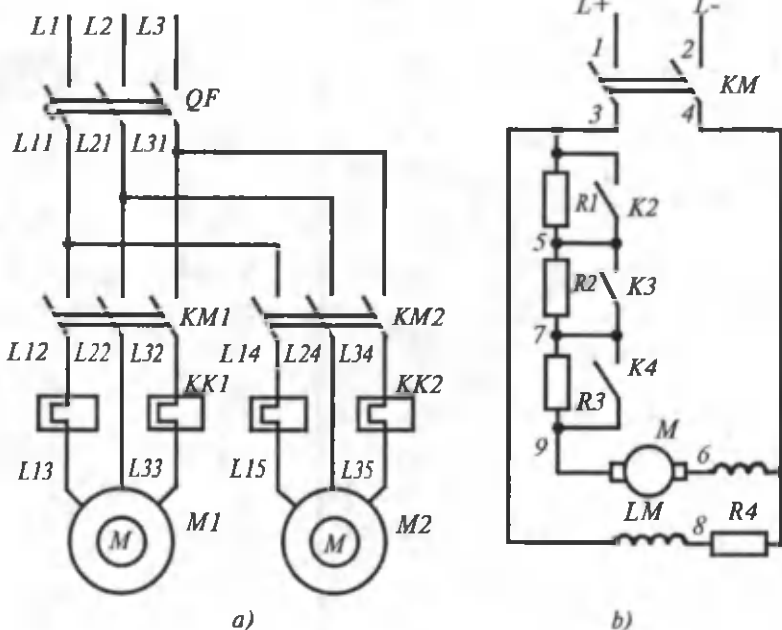 L1 L2 L3
QF
L11 L21 L31
KM1 KM2
L12 L22 L32 L14 L24 L34
KK1 KK2
L13 L33 L15 L35
M M1 M M2
a)
L+ L-
1 2
KM
3 4
R1 K2
5
R2 K3
7
K4
R3
9
M 6
LM 8 R4
b)